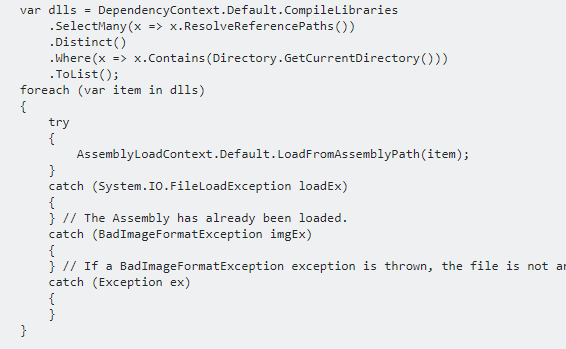 var dlls = DependencyContext.Default.CompileLibraries
    .SelectMany(x => x.ResolveReferencePaths())
    .Distinct()
    .Where(x => x.Contains(Directory.GetCurrentDirectory()))
    .ToList();
foreach (var item in dlls)
{
    try
    {
        AssemblyLoadContext.Default.LoadFromAssemblyPath(item);
    }
    catch (System.IO.FileLoadException loadEx)
    {
    } // The Assembly has already been loaded.
    catch (BadImageFormatException imgEx)
    {
    } // If a BadImageFormatException exception is thrown, the file is not
    catch (Exception ex)
    {
    }
}